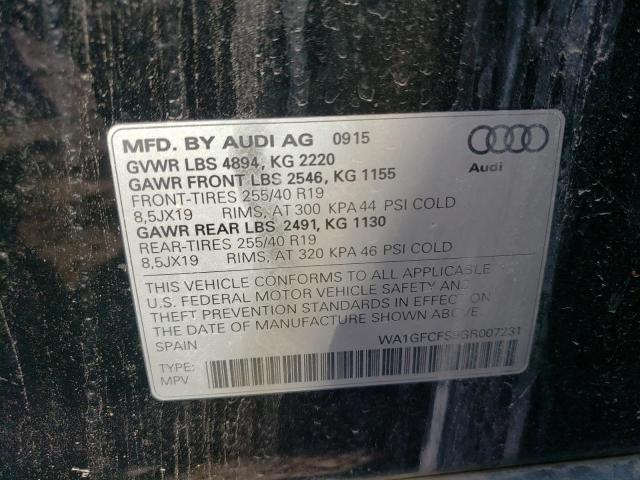 MFD. BY AUDI AG 0915
GVWR LBS 4894, KG 2220
GAWR FRONT LBS 2546, KG 1155
FRONT-TIRES 255/40 R19
8,5JX19 RIMS, AT 300 KPA 44 PSI COLD
GAWR REAR LBS 2491, KG 1130
REAR-TIRES 255/40 R19
8,5JX19 RIMS, AT 320 KPA 46 PSI COLD
Audi
THIS VEHICLE CONFORMS TO ALL APPLICABLE
U.S. FEDERAL MOTOR VEHICLE SAFETY AND
THEFT PREVENTION STANDARDS IN EFFECT ON
THE DATE OF MANUFACTURE SHOWN ABOVE.
SPAIN
TYPE:
MPV